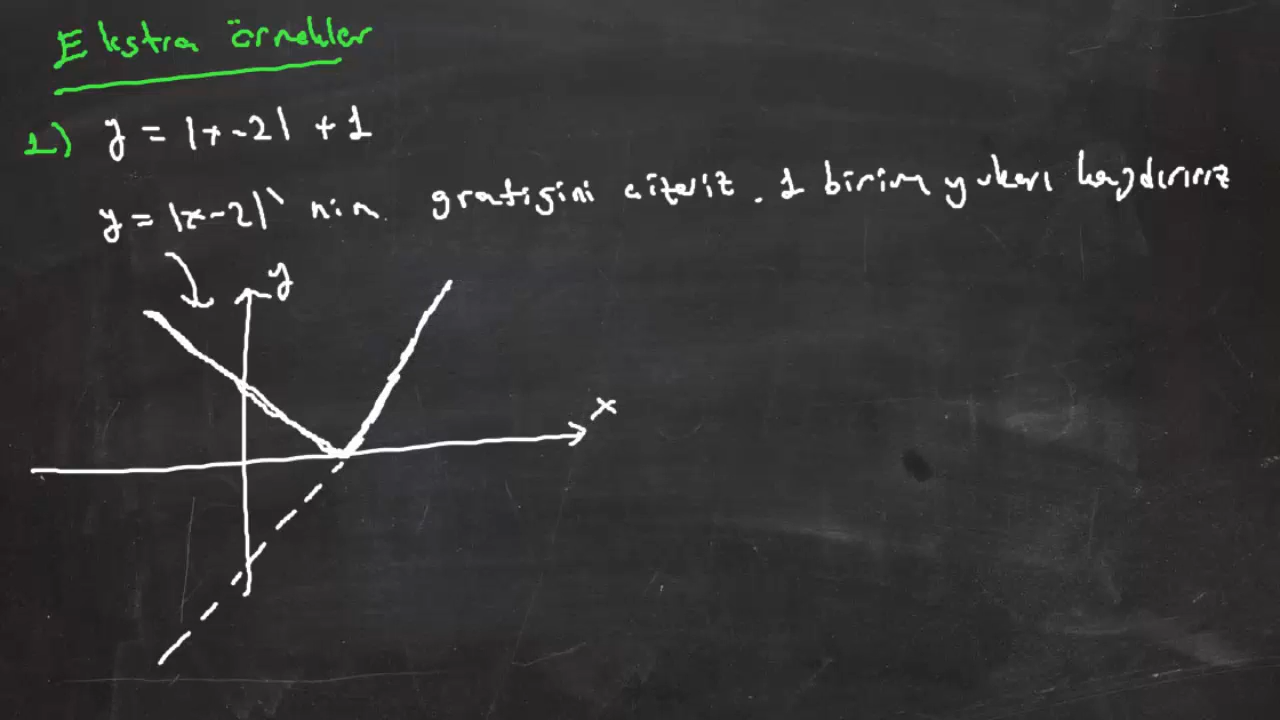 Ekstra örnekler
1) y = |x-2| + 1
y = |x-2|' nin grafiğini çizeriz. 1 birim yukarı kaydırırız
y
x